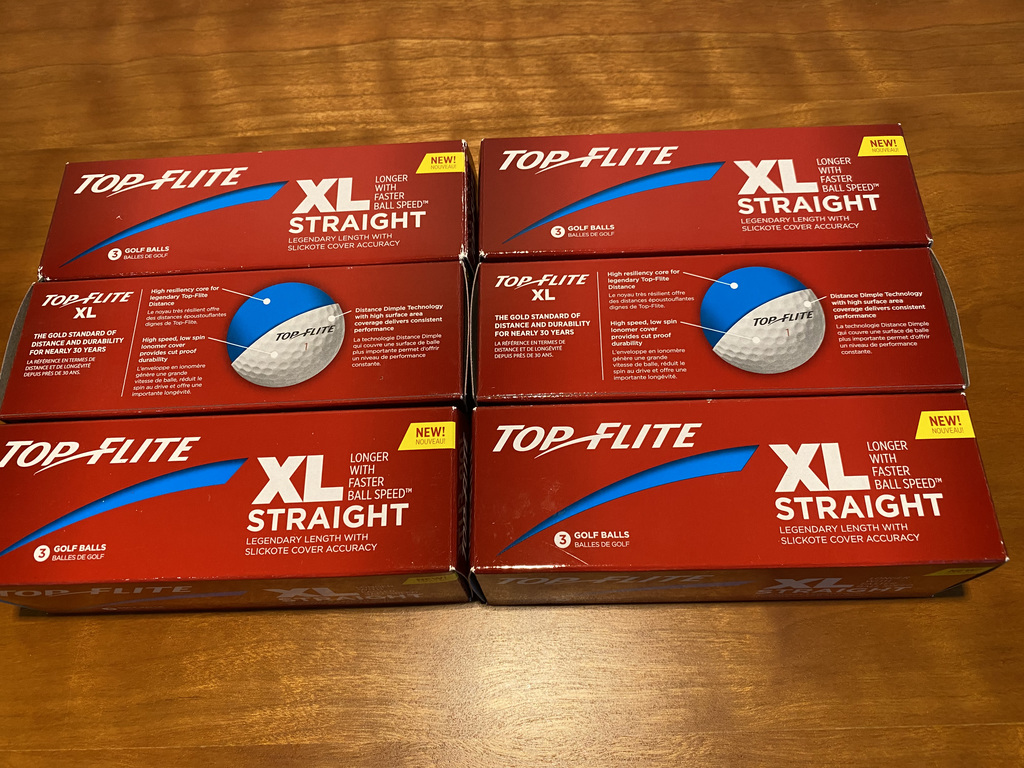 TOP FLITE
NEW!
NOUVEAU!
XL
LONGER
WITH
FASTER
BALL SPEED™
STRAIGHT
LEGENDARY LENGTH WITH
SLICKOTE COVER ACCURACY
3 GOLF BALLS
BALLES DE GOLF
TOP FLITE
NEW!
NOUVEAU!
XL
LONGER
WITH
FASTER
BALL SPEED™
STRAIGHT
LEGENDARY LENGTH WITH
SLICKOTE COVER ACCURACY
3 GOLF BALLS
BALLES DE GOLF
TOP FLITE
XL
THE GOLD STANDARD OF
DISTANCE AND DURABILITY
FOR NEARLY 30 YEARS
LA RÉFÉRENCE EN TERMES DE
DISTANCE ET DE LONGÉVITÉ
DEPUIS PRÈS DE 30 ANS.
High resiliency core for
legendary Top-Flite
Distance
Le noyau très résilient offre
des distances époustouflantes
dignes de Top-Flite.
High speed, low spin
Ionomer cover
provides cut proof
durability
L'enveloppe en ionomère
génère une grande
vitesse de balle, réduit le
spin au drive et offre une
importante longévité.
TOP FLITE
1
Distance Dimple Technology
with high surface area
coverage delivers consistent
performance
La technologie Distance Dimple
couvre une surface de balle
plus importante permet d'offrir
un niveau de performance
constante.
TOP FLITE
XL
THE GOLD STANDARD OF
DISTANCE AND DURABILITY
FOR NEARLY 30 YEARS
LA RÉFÉRENCE EN TERMES DE
DISTANCE ET DE LONGÉVITÉ
DEPUIS PRÈS DE 30 ANS.
High resiliency core for
legendary Top-Flite
Distance
Le noyau très résilient offre
des distances époustouflantes
dignes de Top-Flite.
High speed, low spin
Ionomer cover
provides cut proof
durability
L'enveloppe en ionomère
génère une grande
vitesse de balle, réduit le
spin au drive et offre une
importante longévité.
TOP FLITE
1
Distance Dimple Technology
with high surface area
coverage delivers consistent
performance
La technologie Distance Dimple
couvre une surface de balle
plus importante permet d'offrir
un niveau de performance
constante.
TOP FLITE
NEW!
NOUVEAU!
XL
LONGER
WITH
FASTER
BALL SPEED™
STRAIGHT
LEGENDARY LENGTH WITH
SLICKOTE COVER ACCURACY
3 GOLF BALLS
BALLES DE GOLF
TOP FLITE
NEW!
NOUVEAU!
XL
LONGER
WITH
FASTER
BALL SPEED™
STRAIGHT
LEGENDARY LENGTH WITH
SLICKOTE COVER ACCURACY
3 GOLF BALLS
BALLES DE GOLF
TOP FLITE
NEW!
XL
STRAIGHT
TOP FLITE
XL
STRAIGHT